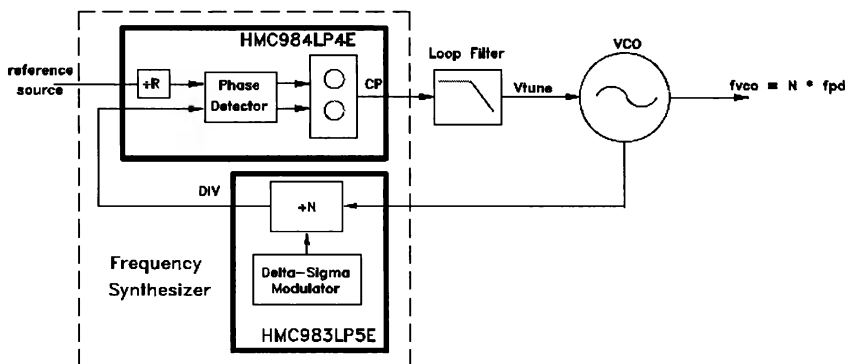 HMC984LP4E
reference
source
÷R
Phase
Detector
CP
Loop Filter
Vtune
VCO
fvco = N * fpd
DIV
÷N
Delta-Sigma
Modulator
Frequency
Synthesizer
HMC983LP5E